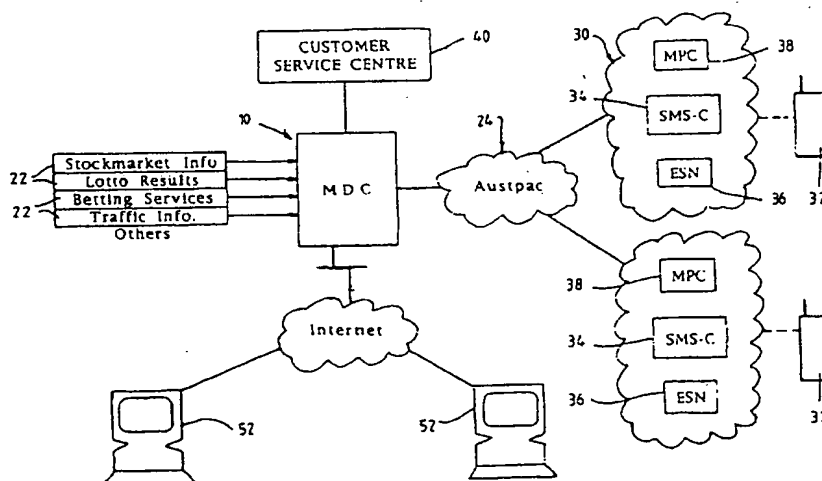 CUSTOMER
SERVICE CENTRE
40
30
MPC
38
34
SMS-C
10
24
ESN
36
32
22
Stockmarket Info
Lotto Results
MDC
Austpac
22
Betting Services
Traffic Info.
Others
38
MPC
Internet
34
SMS-C
36
ESN
52
52